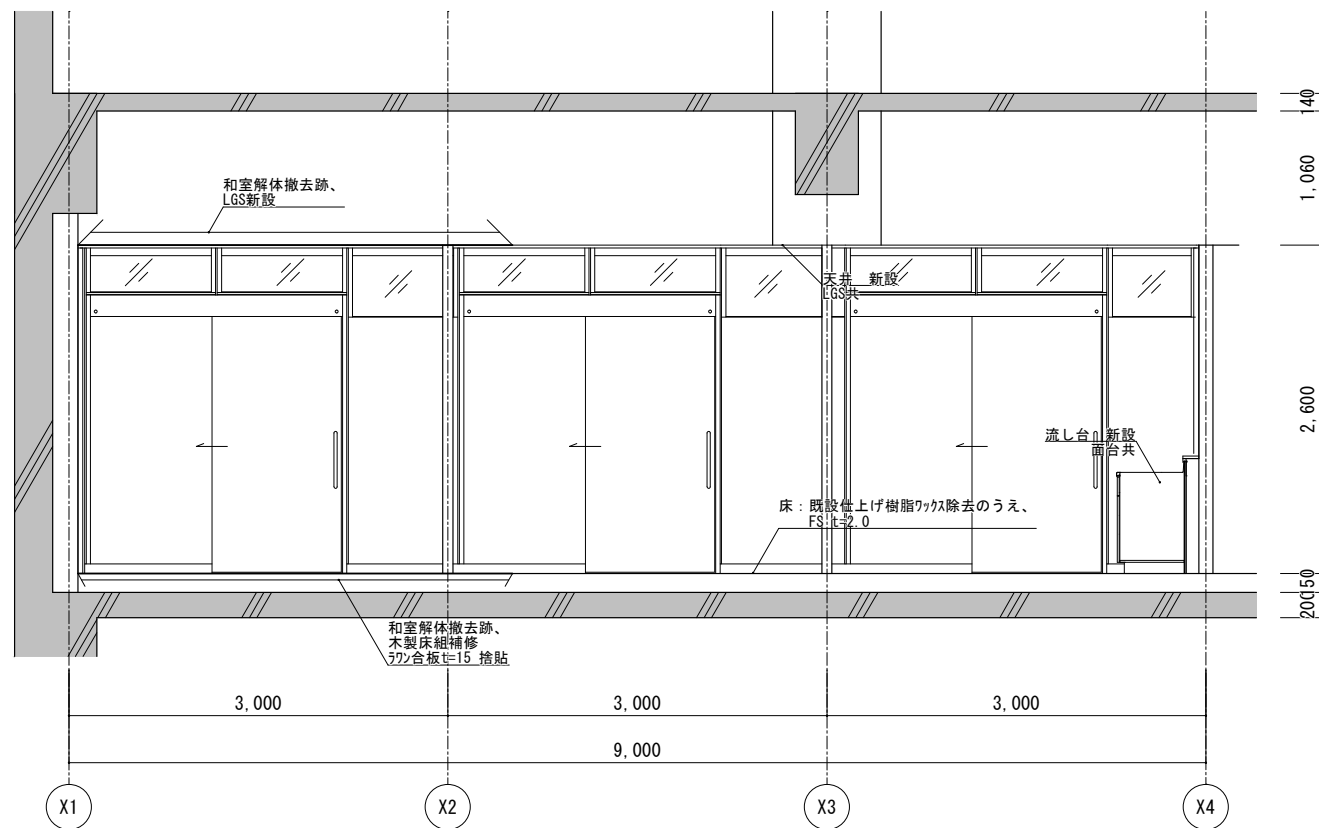 140
和室解体撤去跡、
LGS新設
1,060
天井 新設
LGS共
2,600
流し台 新設
面台共
床：既設仕上げ樹脂ﾜｯｸｽ除去のうえ、
FS t=2.0
150
200
和室解体撤去跡、
木製床組補修
ﾗﾜﾝ合板t=15 捨貼
3,000
3,000
3,000
9,000
X1
X2
X3
X4